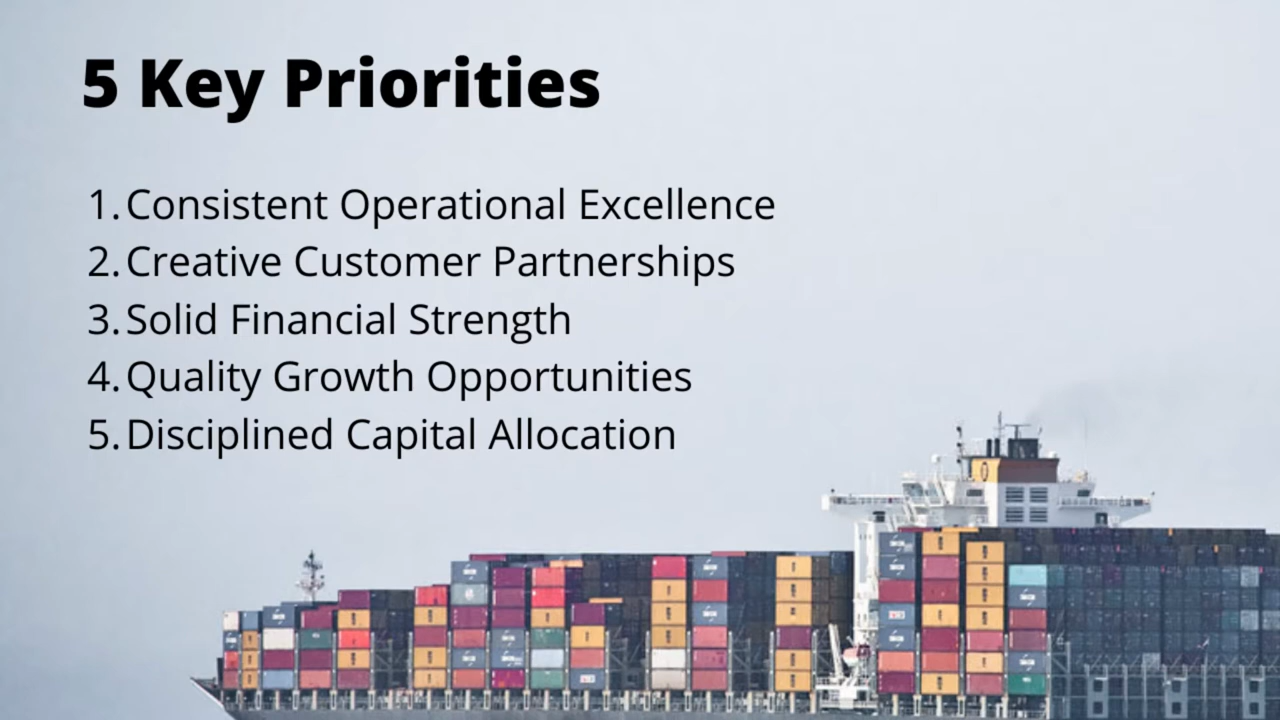 5 Key Priorities
1. Consistent Operational Excellence
2. Creative Customer Partnerships
3. Solid Financial Strength
4. Quality Growth Opportunities
5. Disciplined Capital Allocation